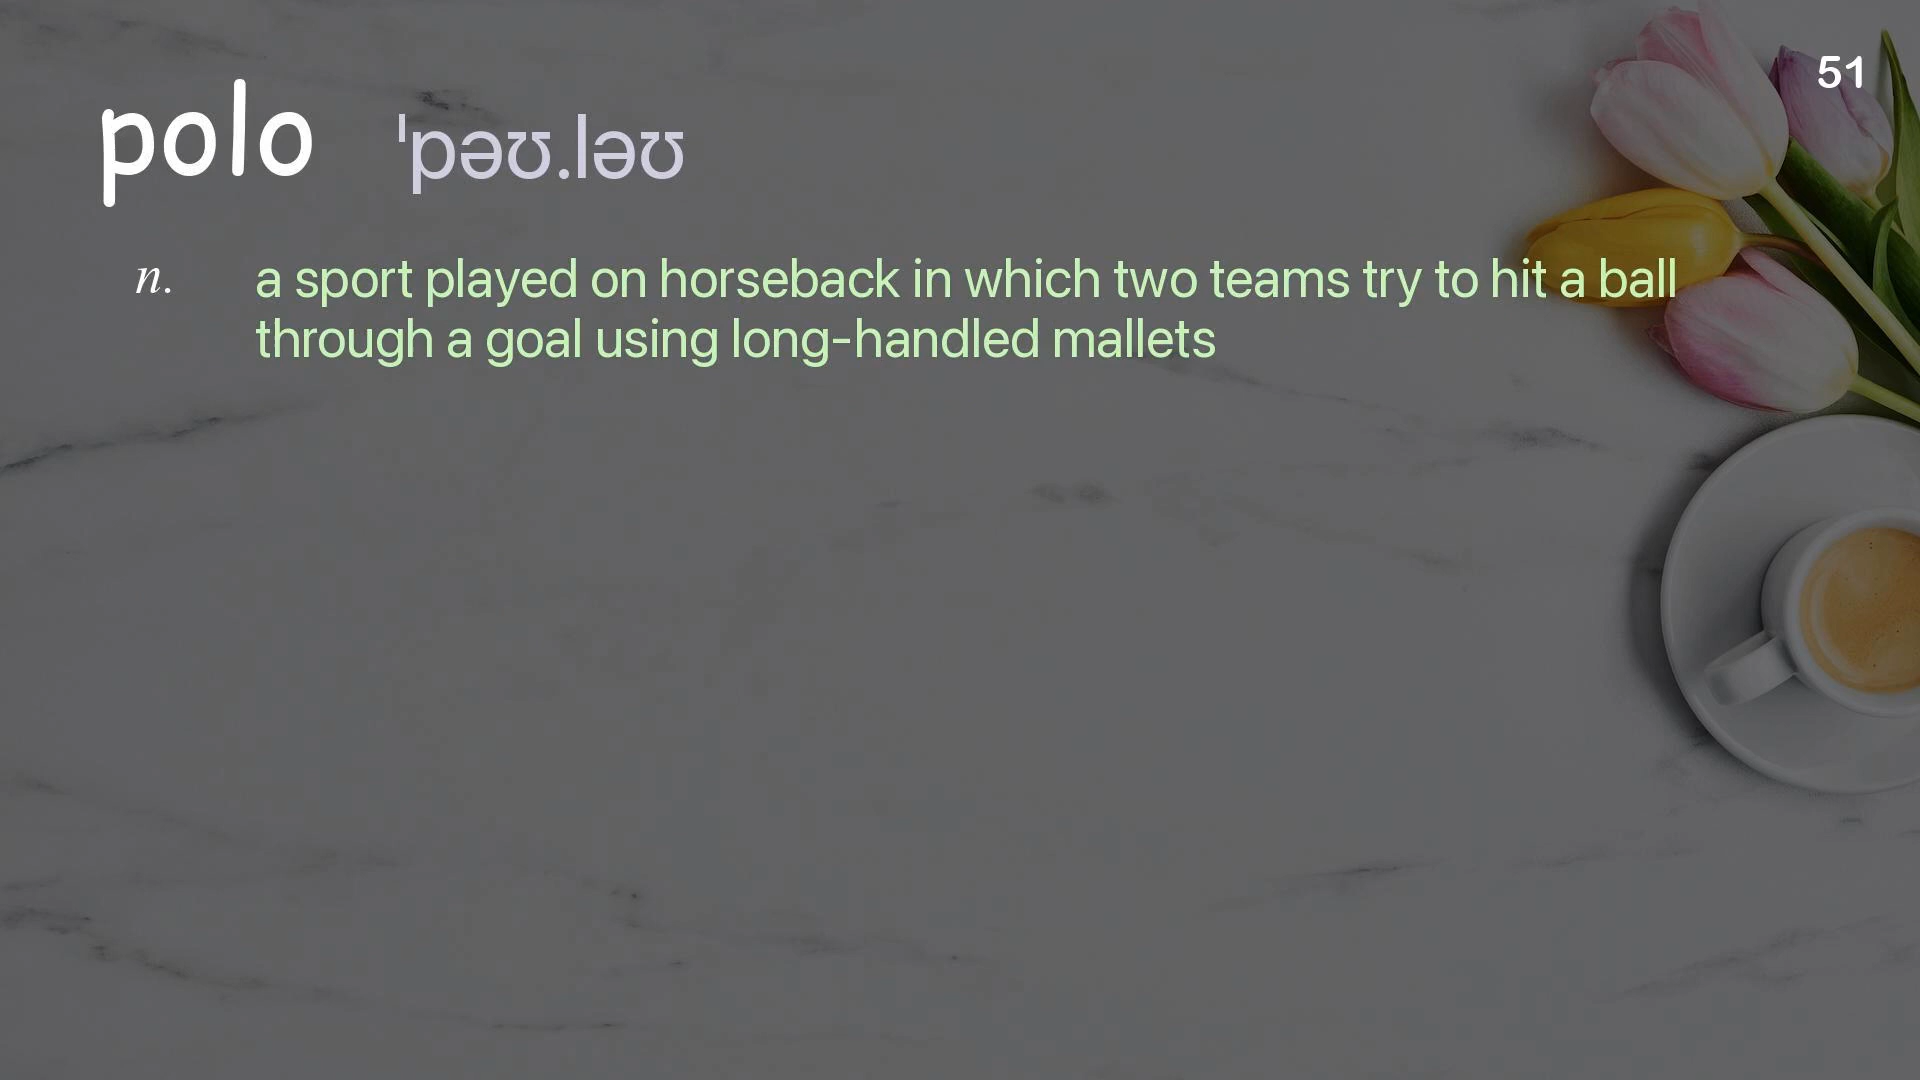 51
polo ˈpəʊ.ləʊ
n. a sport played on horseback in which two teams try to hit a ball
through a goal using long-handled mallets